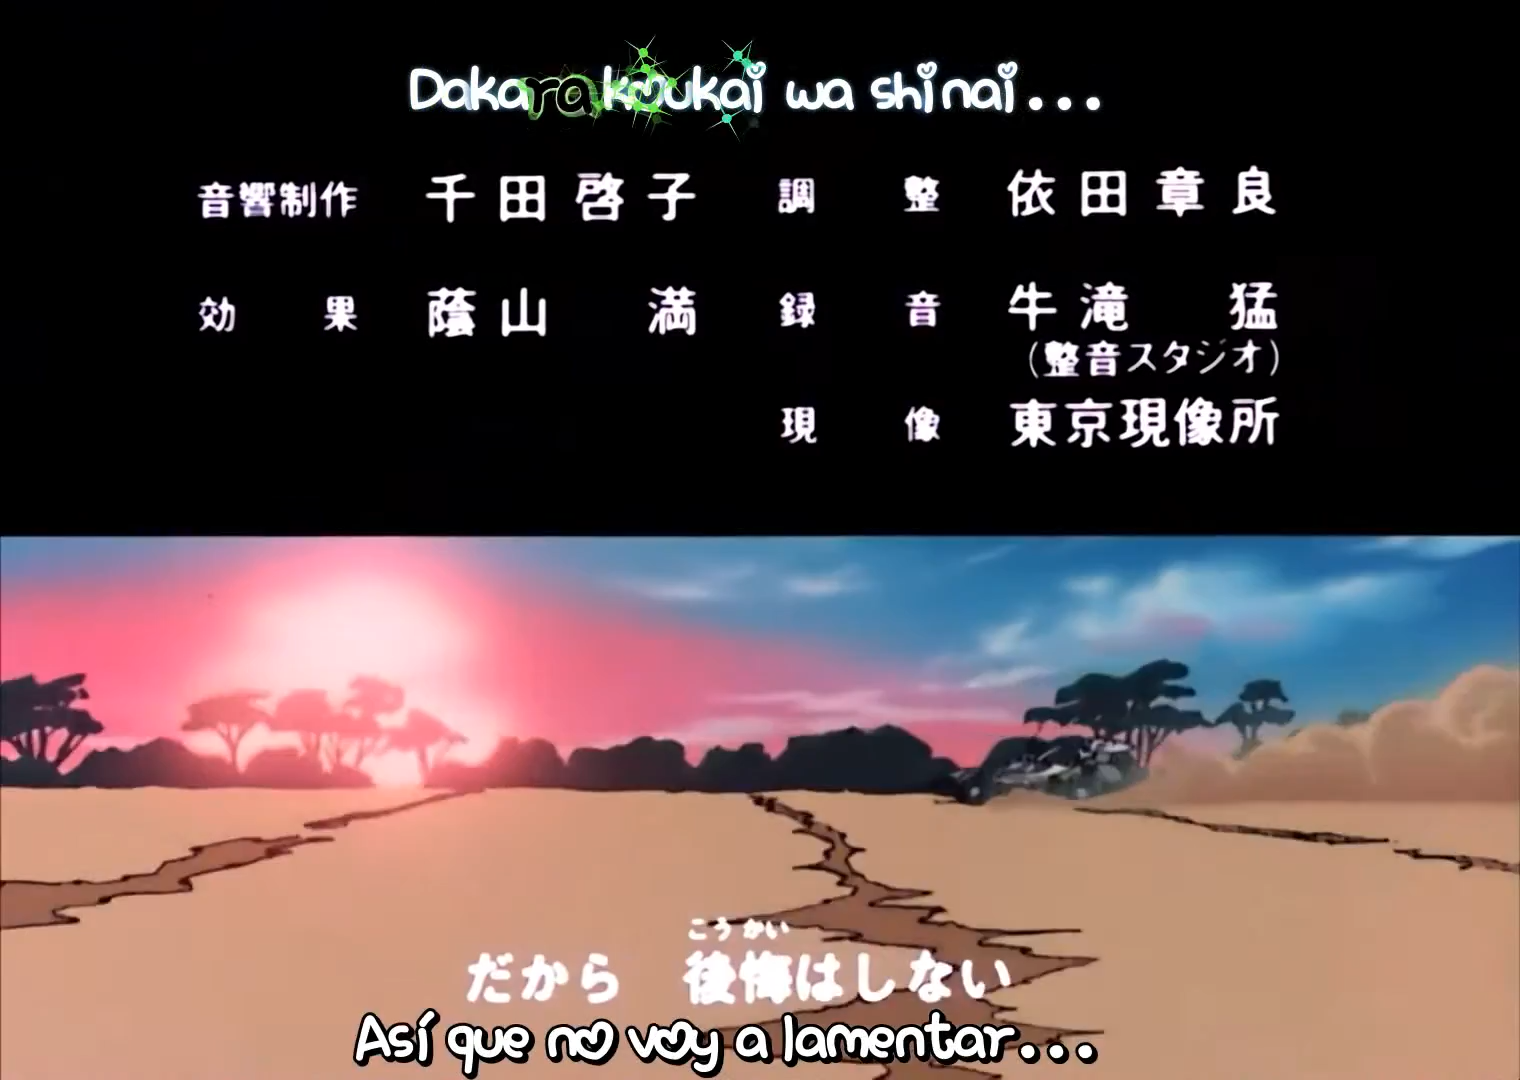 Dakara koukai wa shinai...
音響制作 千田啓子 調整 依田章良
効果 蔭山満 録音 牛滝猛
(整音スタジオ)
現像 東京現像所
こうかい
だから 後悔はしない
Así que no voy a lamentar...